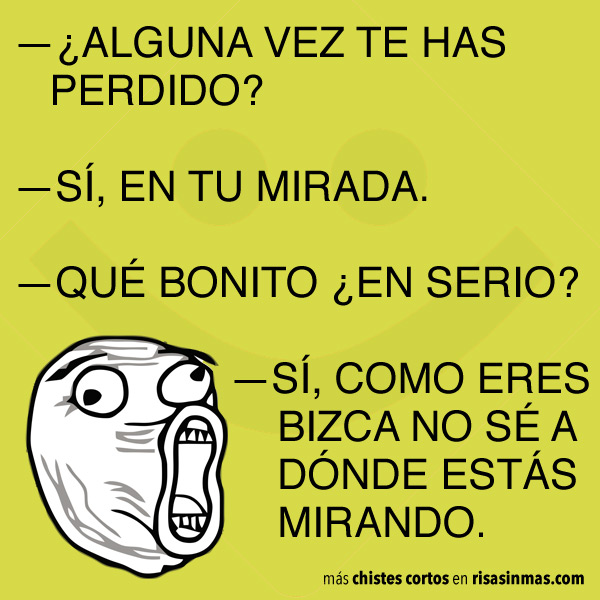 —¿ALGUNA VEZ TE HAS
PERDIDO?
—SÍ, EN TU MIRADA.
—QUÉ BONITO ¿EN SERIO?
—SÍ, COMO ERES
BIZCA NO SÉ A
DÓNDE ESTÁS
MIRANDO.
más chistes cortos en risasinmas.com